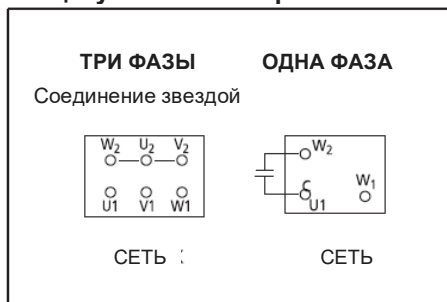 ТРИ ФАЗЫ
Соединение звездой
W2 U2 V2
U1 V1 W1
СЕТЬ
ОДНА ФАЗА
W2
W1
U1
СЕТЬ